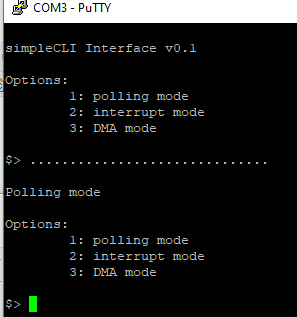 COM3 - PuTTY
simpleCLI Interface v0.1
Options:
1: polling mode
2: interrupt mode
3: DMA mode
$> ..............................
Polling mode
Options:
1: polling mode
2: interrupt mode
3: DMA mode
$>